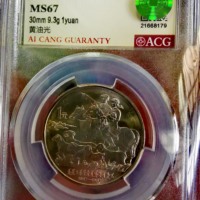 MS67
30mm 9.3g 1yuan
黄油光
AI CANG GUARANTY
ACG
21668179